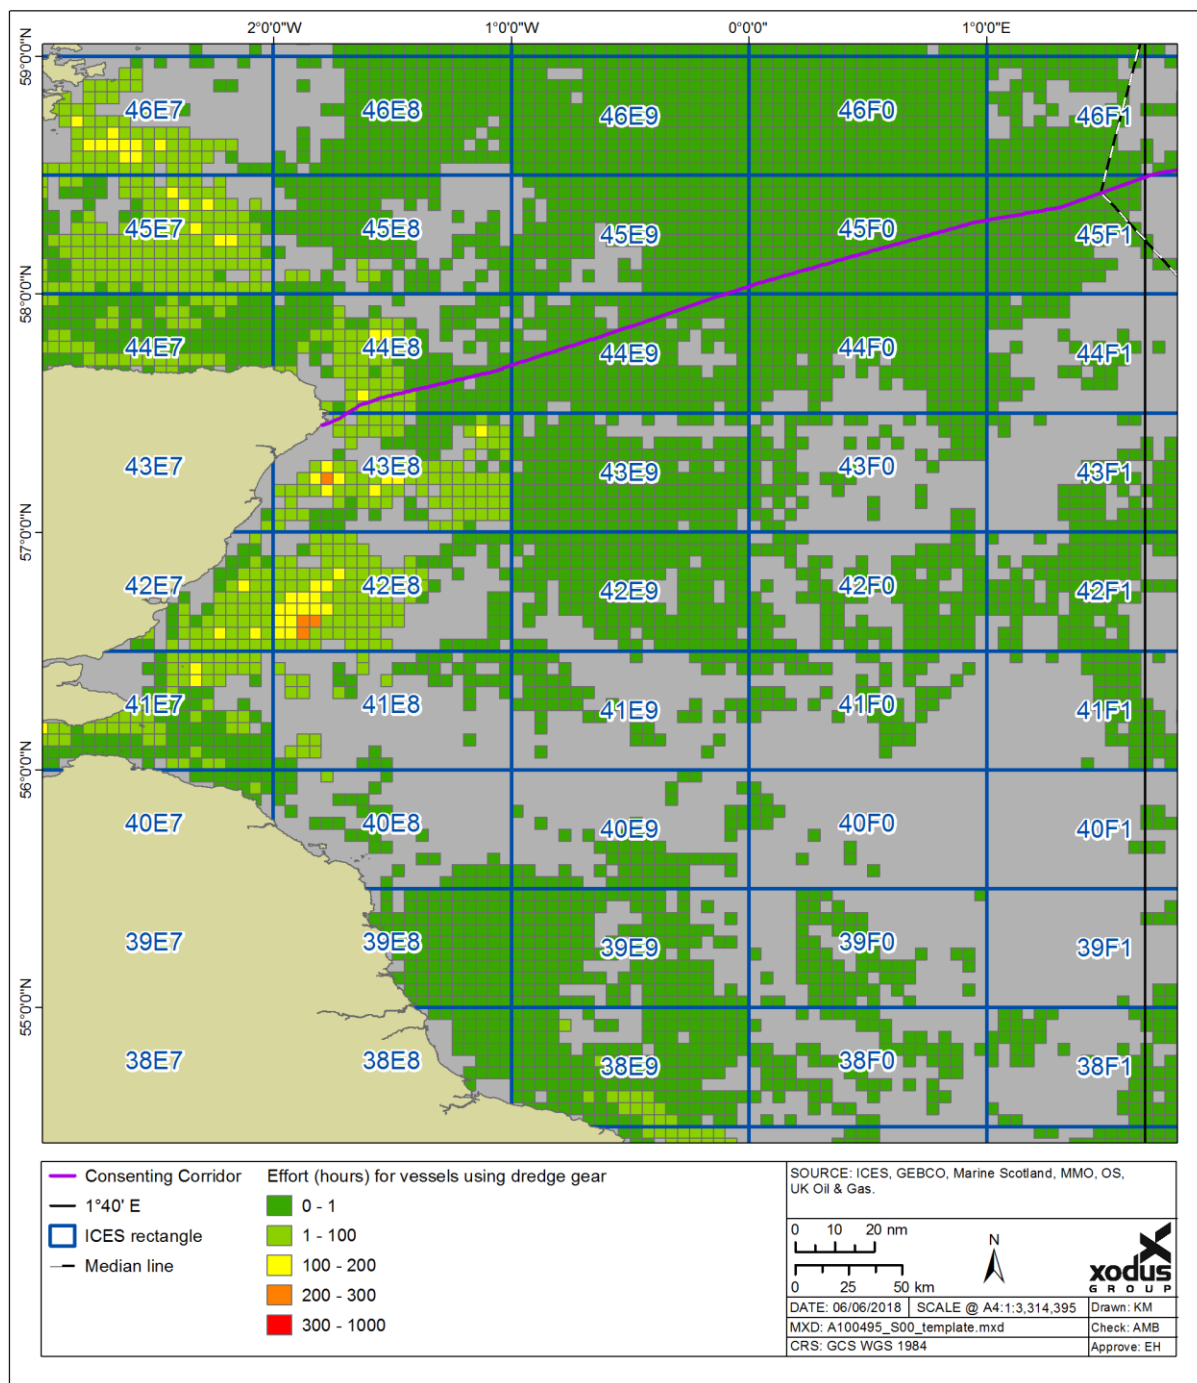 2°0'0"W 1°0'0"W 0°0'0" 1°0'0"E
59°0'0"N
46E7 46E8 46E9 46F0 46F1
45E7 45E8 45E9 45F0 45F1
58°0'0"N
44E7 44E8 44E9 44F0 44F1
43E7 43E8 43E9 43F0 43F1
57°0'0"N
42E7 42E8 42E9 42F0 42F1
41E7 41E8 41E9 41F0 41F1
56°0'0"N
40E7 40E8 40E9 40F0 40F1
39E7 39E8 39E9 39F0 39F1
55°0'0"N
38E7 38E8 38E9 38F0 38F1
Consenting Corridor
1°40' E
ICES rectangle
Median line
Effort (hours) for vessels using dredge gear
0 - 1
1 - 100
100 - 200
200 - 300
300 - 1000
SOURCE: ICES, GEBCO, Marine Scotland, MMO, OS,
UK Oil & Gas.
0 10 20 nm
0 25 50 km
N
xodus
GROUP
DATE: 06/06/2018 SCALE @ A4:1:3,314,395 Drawn: KM
MXD: A100495_S00_template.mxd Check: AMB
CRS: GCS WGS 1984 Approve: EH